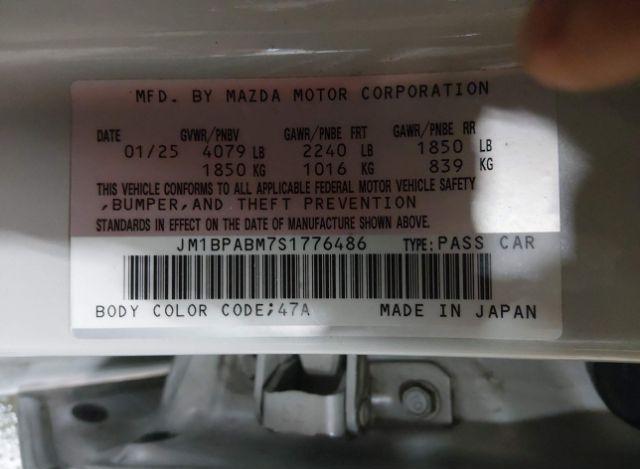 MFD. BY MAZDA MOTOR CORPORATION
DATE GVWR/PNBV GAWR/PNBE FRT GAWR/PNBE RR
01/25 4079 LB 2240 LB 1850 LB
1850 KG 1016 KG 839 KG
THIS VEHICLE CONFORMS TO ALL APPLICABLE FEDERAL MOTOR VEHICLE SAFETY
,BUMPER,AND THEFT PREVENTION
STANDARDS IN EFFECT ON THE DATE OF MANUFACTURE SHOWN ABOVE.
JM1BPABM7S1776486 TYPE: PASS CAR
BODY COLOR CODE;47A MADE IN JAPAN